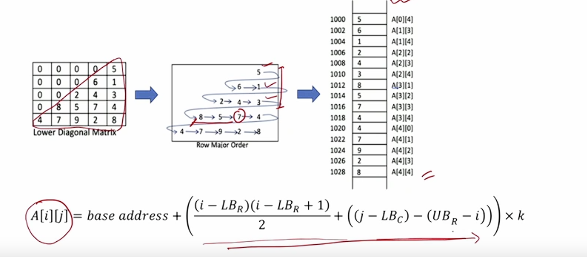 1000 5 A[0][4]
1002 6 A[1][3]
1004 1 A[1][4]
1006 2 A[2][2]
1008 4 A[2][3]
1010 3 A[2][4]
1012 8 A[3][1]
1014 5 A[3][2]
1016 7 A[3][3]
1018 4 A[3][4]
1020 4 A[4][0]
1022 7 A[4][1]
1024 9 A[4][2]
1026 2 A[4][3]
1028 8 A[4][4]
0 0 0 0 5
0 0 0 6 1
0 0 2 4 3
0 8 5 7 4
4 7 9 2 8
Lower Diagonal Matrix
5
6 → 1
2 → 4 → 3
8 → 5 → 7 → 4
4 → 7 → 9 → 2 → 8
Row Major Order
A[i][j] = base address + (((i − LB_R)(i − LB_R + 1))/2 + ((j − LB_C) − (UB_R − i))) × k